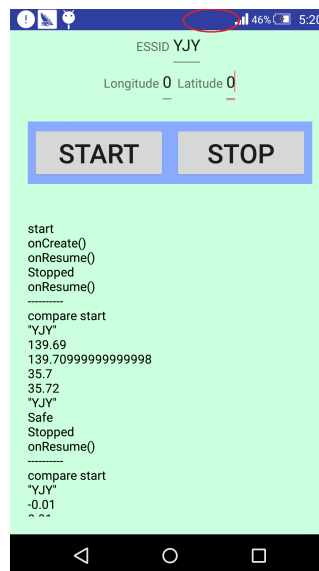 46% 5:20
ESSID YJY
Longitude 0 Latitude 0
START STOP
start
onCreate()
onResume()
Stopped
onResume()
----------
compare start
"YJY"
139.69
139.70999999999998
35.7
35.72
"YJY"
Safe
Stopped
onResume()
----------
compare start
"YJY"
-0.01